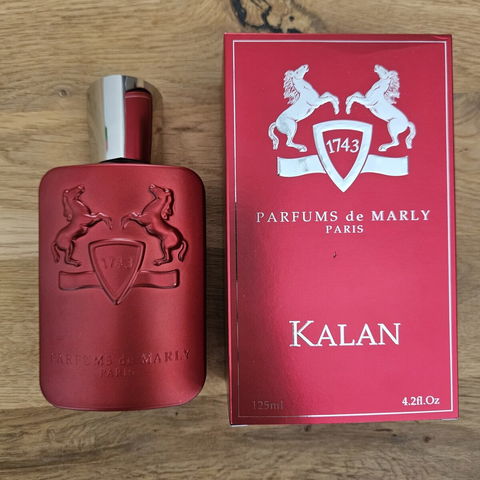 1743
PARFUMS de MARLY
PARIS
1743
PARFUMS de MARLY
PARIS
KALAN
125ml 4.2fl.Oz